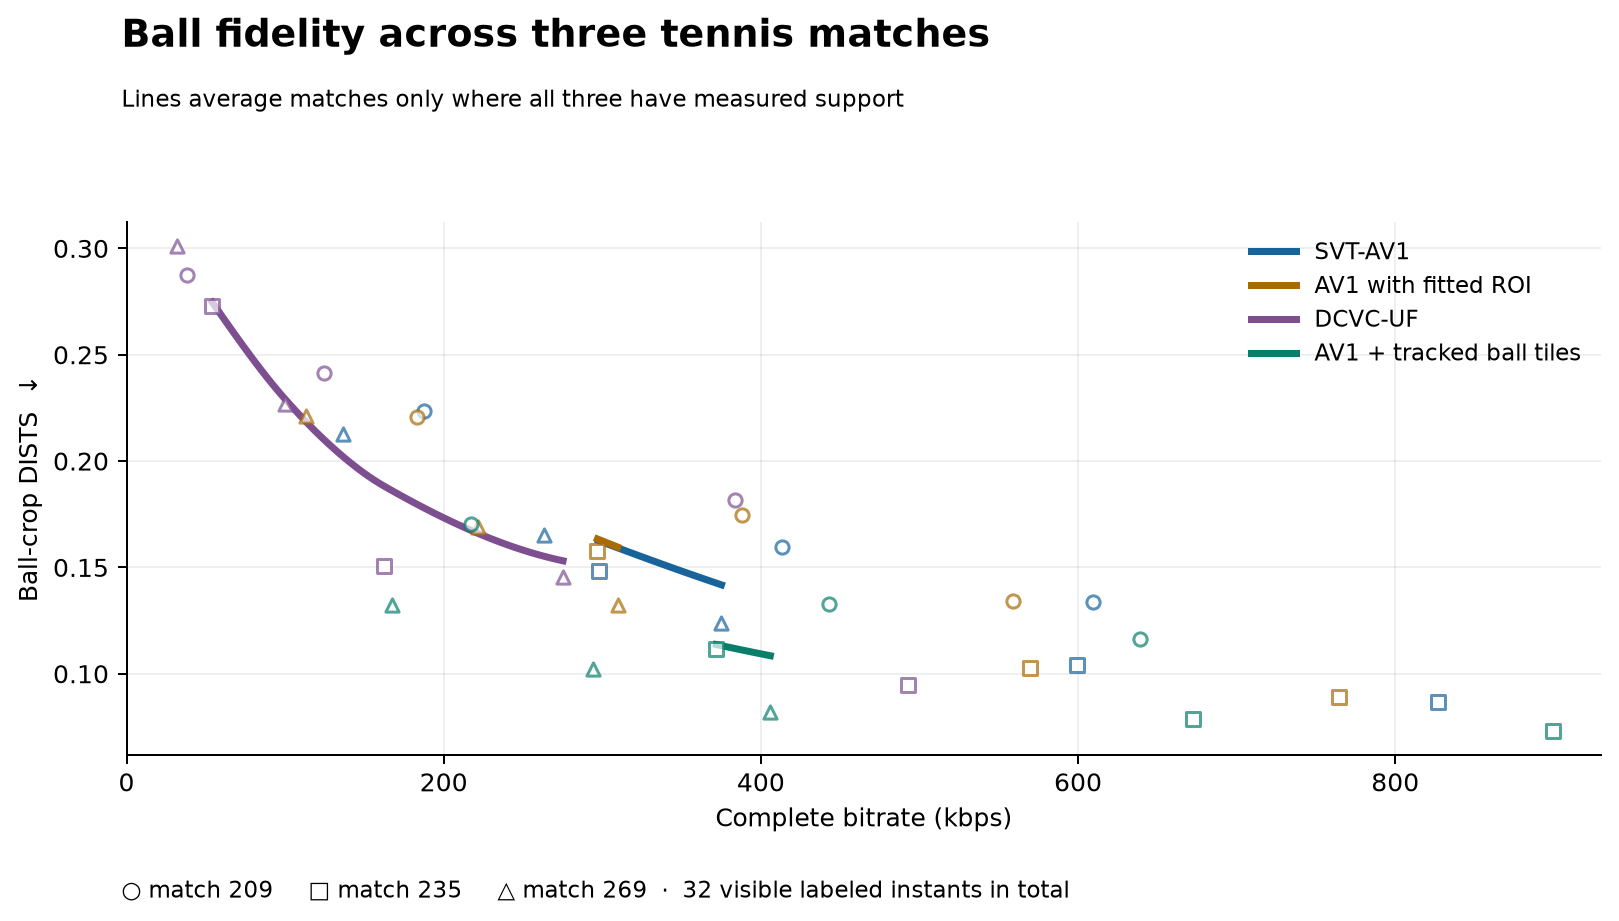 Ball fidelity across three tennis matches
Lines average matches only where all three have measured support
SVT-AV1
AV1 with fitted ROI
DCVC-UF
AV1 + tracked ball tiles
Ball-crop DISTS ↓
0.30
0.25
0.20
0.15
0.10
0 200 400 600 800
Complete bitrate (kbps)
○ match 209 □ match 235 △ match 269 · 32 visible labeled instants in total